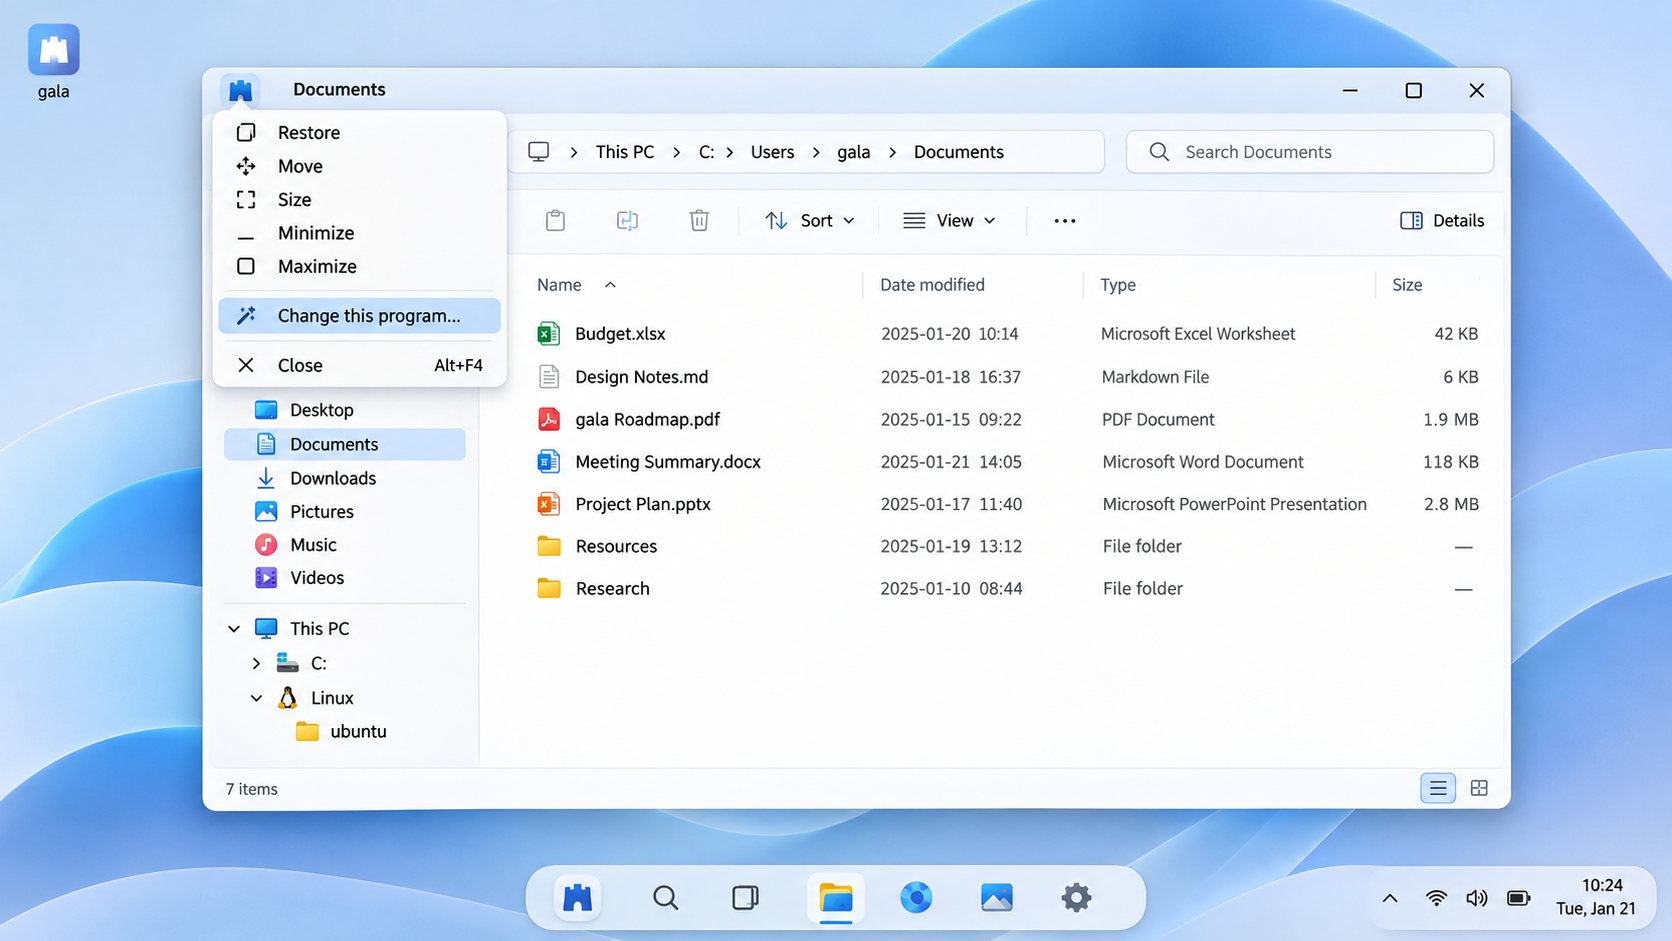 gala
Documents
Restore
Move
Size
Minimize
Maximize
Change this program...
Close Alt+F4
This PC C: Users gala Documents
Search Documents
Sort View Details
Name Date modified Type Size
Budget.xlsx 2025-01-20 10:14 Microsoft Excel Worksheet 42 KB
Design Notes.md 2025-01-18 16:37 Markdown File 6 KB
gala Roadmap.pdf 2025-01-15 09:22 PDF Document 1.9 MB
Meeting Summary.docx 2025-01-21 14:05 Microsoft Word Document 118 KB
Project Plan.pptx 2025-01-17 11:40 Microsoft PowerPoint Presentation 2.8 MB
Resources 2025-01-19 13:12 File folder —
Research 2025-01-10 08:44 File folder —
Desktop
Documents
Downloads
Pictures
Music
Videos
This PC
C:
Linux
ubuntu
7 items
10:24
Tue, Jan 21